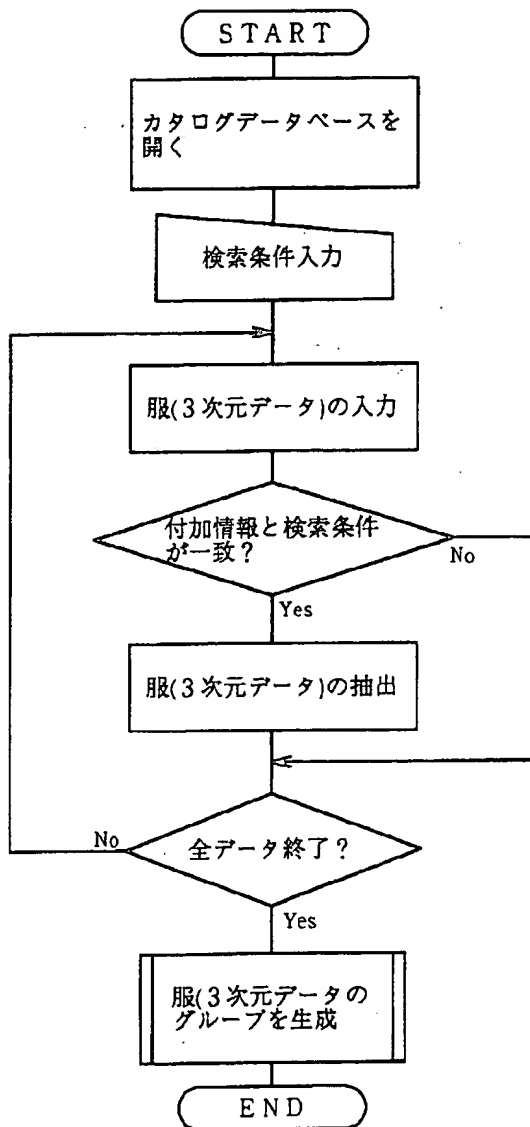 START
カタログデータベースを
開く
検索条件入力
服(3次元データ)の入力
付加情報と検索条件
が一致?
No
Yes
服(3次元データ)の抽出
No
全データ終了?
Yes
服(3次元データの
グループを生成
END